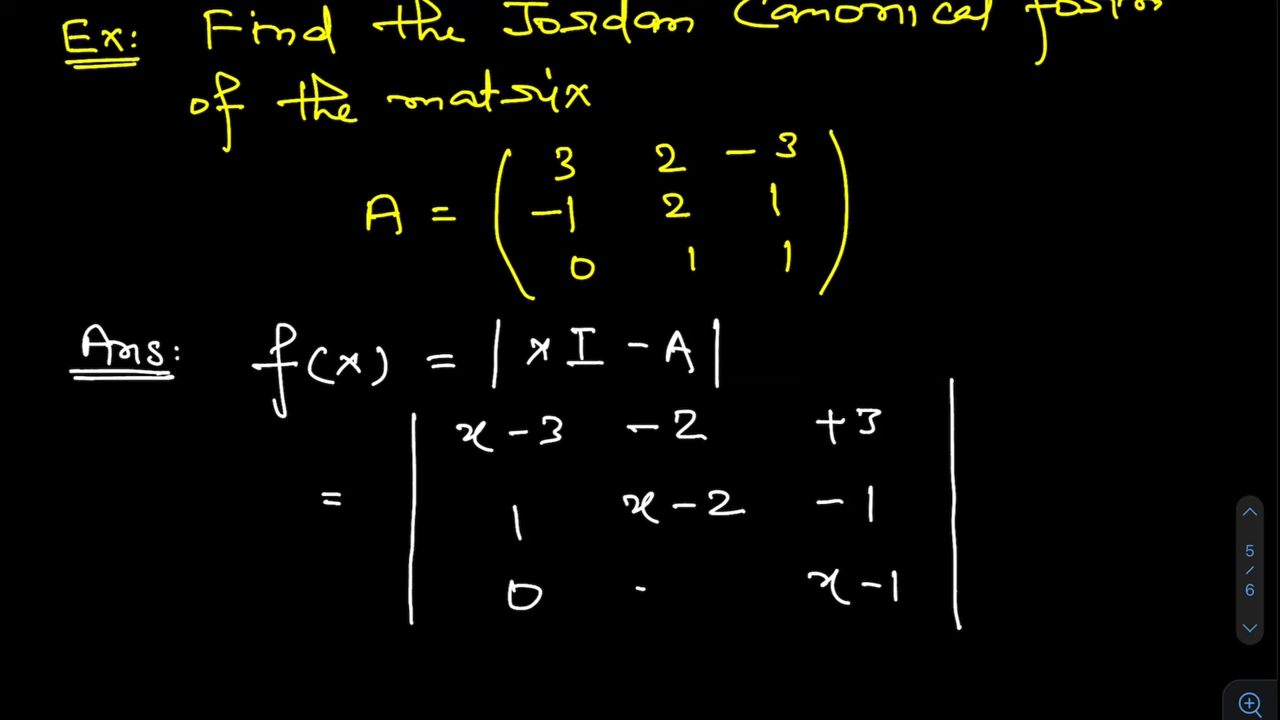 Ex: Find the Jordan Canonical form
of the matrix
A = ( 3 2 -3
-1 2 1
0 1 1 )
Ans: f(x) = | x I - A |
= | x-3 -2 +3
1 x-2 -1
0 - x-1 |
5
/
6